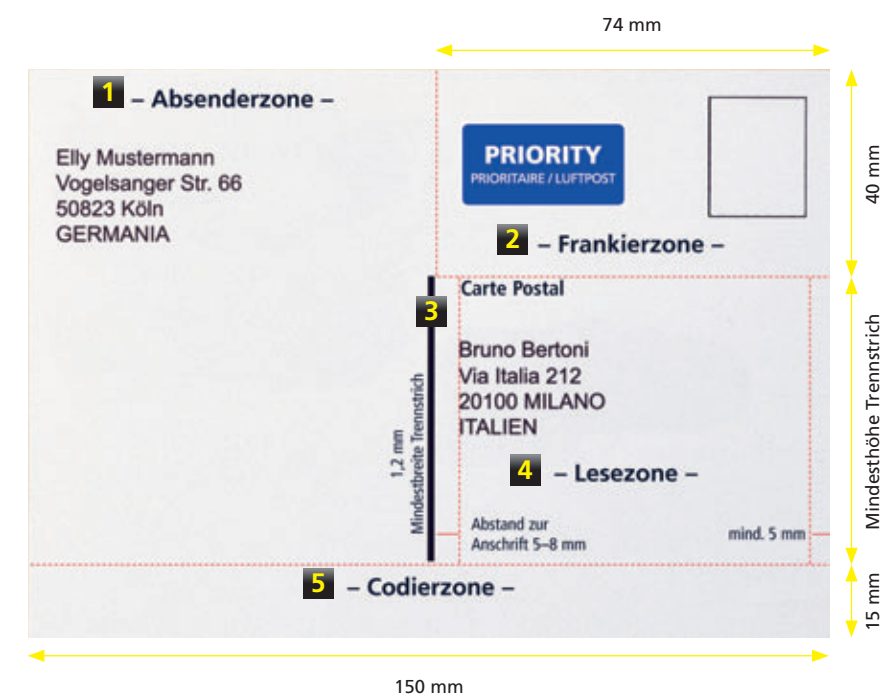 74 mm
1 – Absenderzone –
Elly Mustermann
Vogelsanger Str. 66
50823 Köln
GERMANIA
PRIORITY
PRIORITAIRE / LUFTPOST
2 – Frankierzone –
40 mm
3
Carte Postal
Bruno Bertoni
Via Italia 212
20100 MILANO
ITALIEN
4 – Lesezone –
1,2 mm
Mindestbreite Trennstrich
Abstand zur
Anschrift 5–8 mm
mind. 5 mm
Mindesthöhe Trennstrich
5 – Codierzone –
15 mm
150 mm